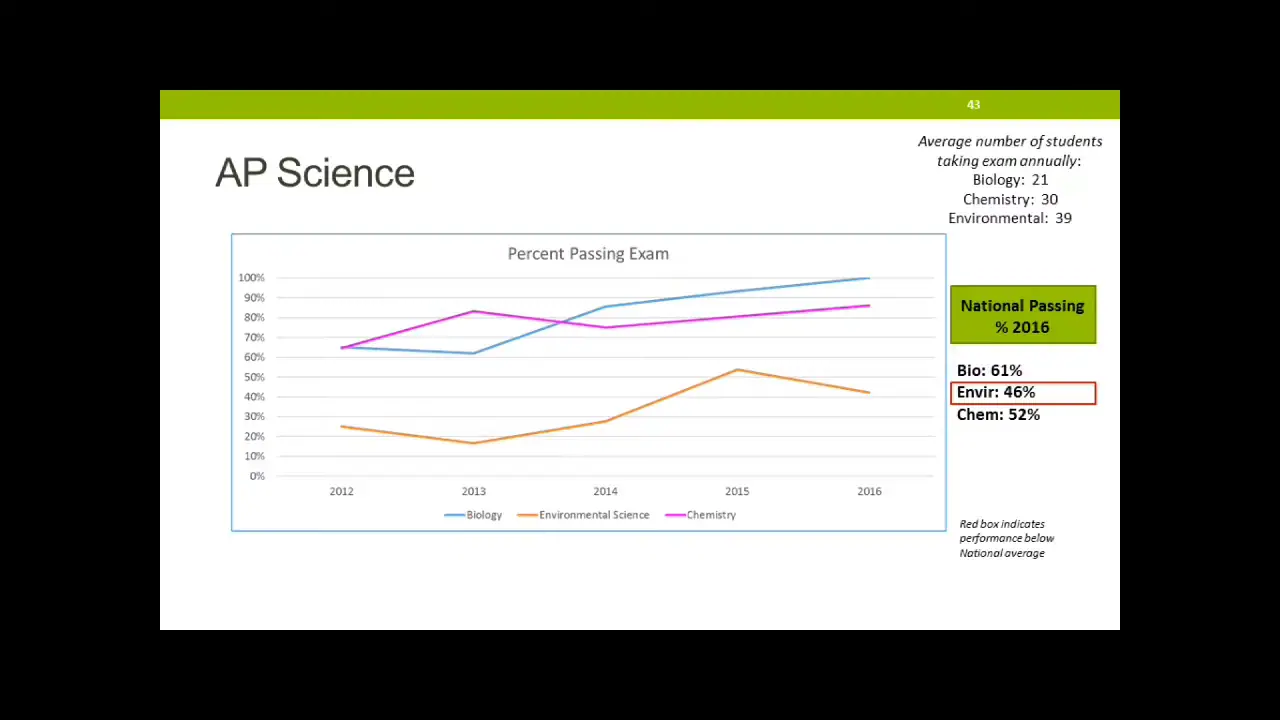 43
AP Science
Average number of students
taking exam annually:
Biology: 21
Chemistry: 30
Environmental: 39
Percent Passing Exam
100%
90%
80%
70%
60%
50%
40%
30%
20%
10%
0%
2012 2013 2014 2015 2016
Biology Environmental Science Chemistry
National Passing
% 2016
Bio: 61%
Envir: 46%
Chem: 52%
Red box indicates
performance below
National average